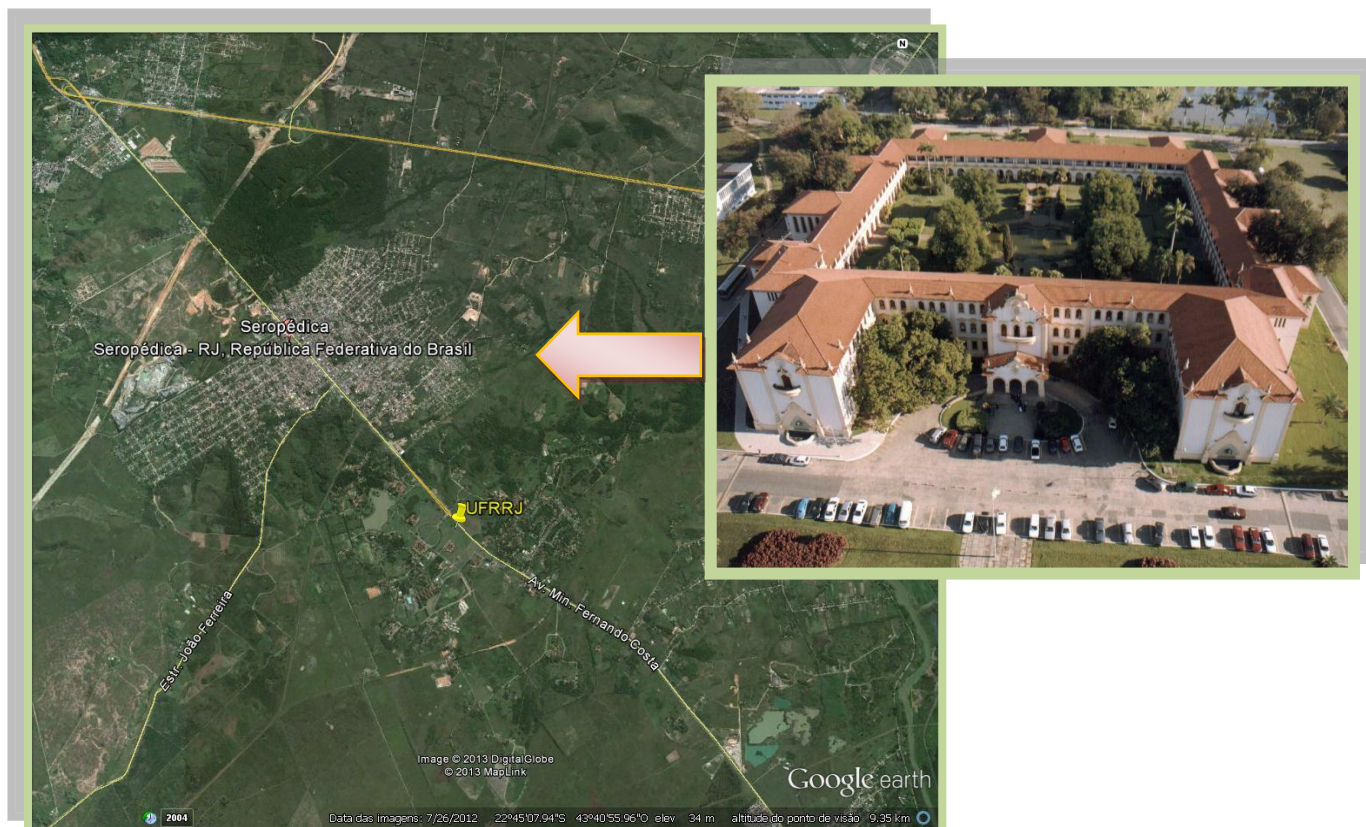 N
Seropédica
Seropédica - RJ, República Federativa do Brasil
UFRRJ
Av. Min. Fernando Costa
Estr. João Ferreira
Image © 2013 DigitalGlobe
© 2013 MapLink
Google earth
2004
Data das imagens: 7/26/2012 22°45'07.94"S 43°40'55.96"O elev 34 m altitude do ponto de visão 9.35 km